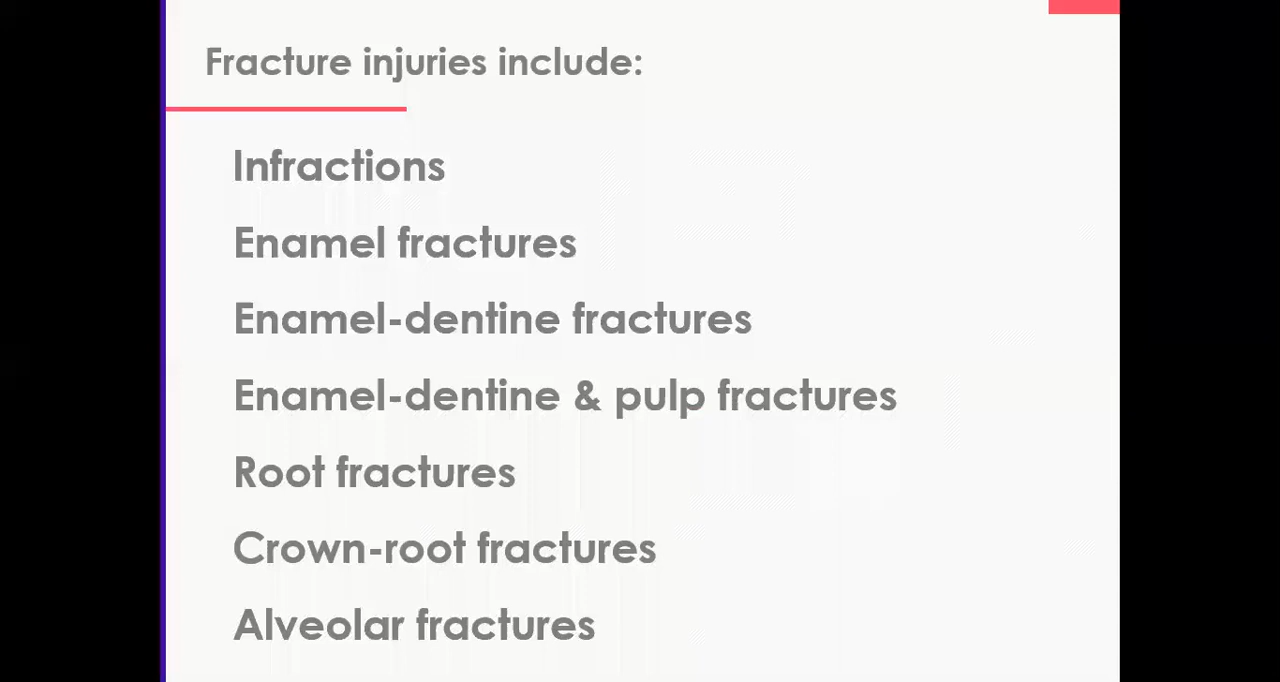 Fracture injuries include:
Infractions
Enamel fractures
Enamel-dentine fractures
Enamel-dentine & pulp fractures
Root fractures
Crown-root fractures
Alveolar fractures